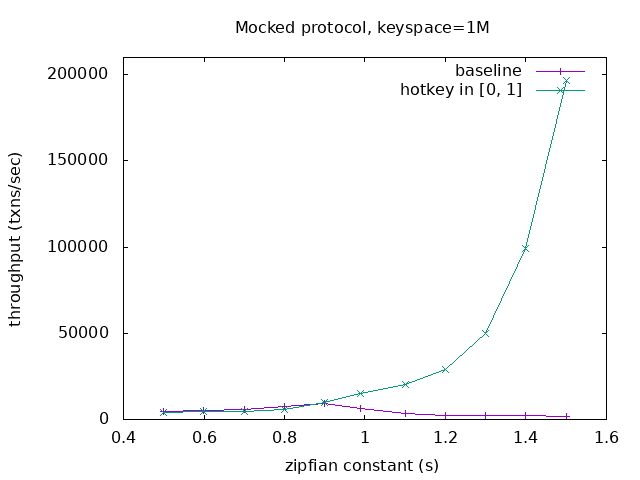 Mocked protocol, keyspace=1M
baseline
hotkey in [0, 1]
throughput (txns/sec)
200000
150000
100000
50000
0
0.4 0.6 0.8 1 1.2 1.4 1.6
zipfian constant (s)